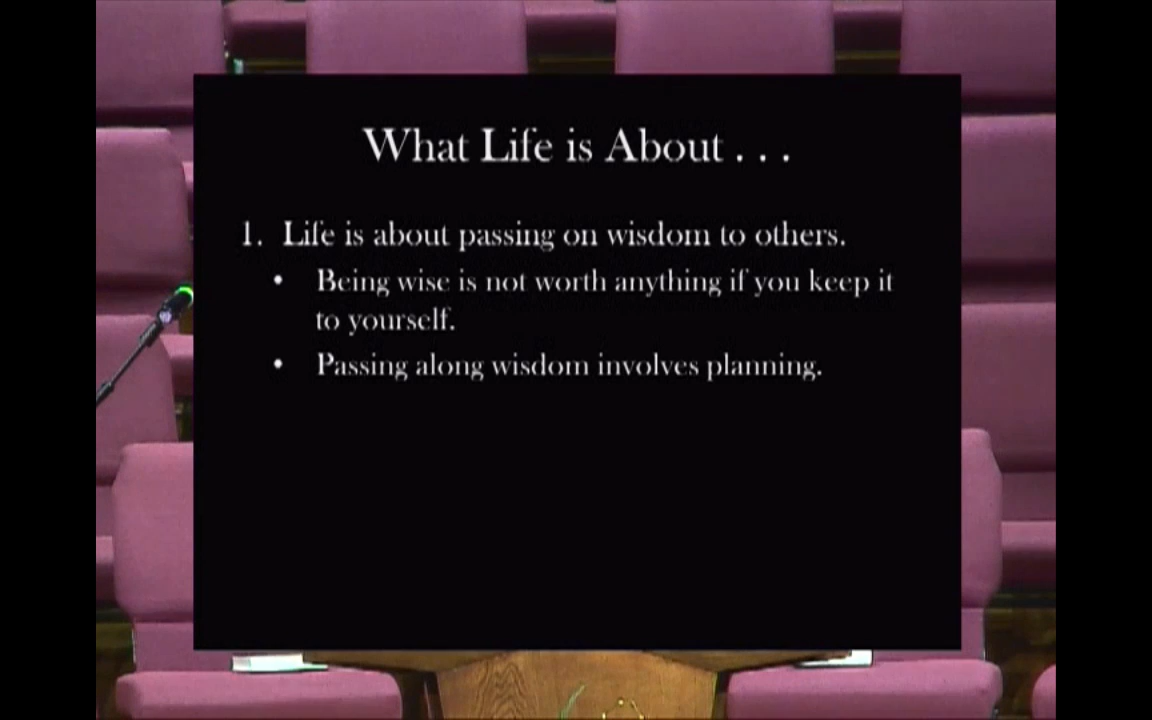 What Life is About . . .
1. Life is about passing on wisdom to others.
• Being wise is not worth anything if you keep it
to yourself.
• Passing along wisdom involves planning.